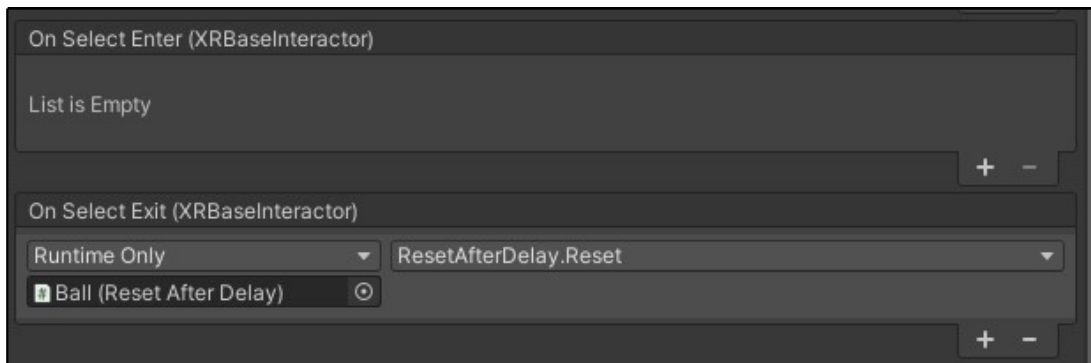 On Select Enter (XRBaseInteractor)
List is Empty
+ −
On Select Exit (XRBaseInteractor)
Runtime Only ResetAfterDelay.Reset
# Ball (Reset After Delay)
+ −